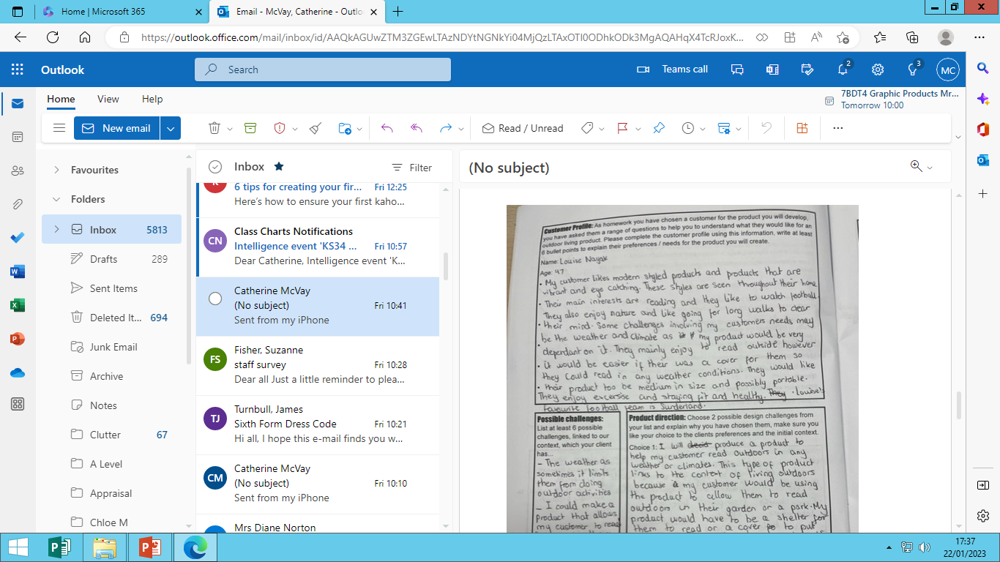 Home | Microsoft 365
Email - McVay, Catherine - Outlo
https://outlook.office.com/mail/inbox/id/AAQkAGUwZTM3ZGEwLTAzNDYtNGNkYi04MjQzLTAxOTI0ODhkODk3MgAQAHqX4TcRJoxK...
Outlook
Search
Teams call
2
3
MC
Home View Help
7BDT4 Graphic Products Mr...
Tomorrow 10:00
New email
Read / Unread
Favourites
Folders
Inbox 5813
Drafts 289
Sent Items
Deleted It... 694
Junk Email
Archive
Notes
Clutter 67
A Level
Appraisal
Chloe M
Inbox
Filter
6 tips for creating your fir... Fri 12:25
Here's how to ensure your first kaho...
CN
Class Charts Notifications
Intelligence event 'KS34 ... Fri 10:57
Dear Catherine, Intelligence event 'K...
Catherine McVay
(No subject) Fri 10:41
Sent from my iPhone
FS
Fisher, Suzanne
staff survey Fri 10:28
Dear all Just a little reminder to plea...
TJ
Turnbull, James
Sixth Form Dress Code Fri 10:21
Hi all, I hope this e-mail finds you w...
CM
Catherine McVay
(No subject) Fri 10:10
Sent from my iPhone
Mrs Diane Norton
(No subject)
Customer Profile: As homework you have chosen a customer for the product you will develop,
you have asked them a range of questions to help you to understand what they would like for an
outdoor living product. Please complete the customer profile using this information, write at least
6 bullet points to explain their preferences / needs for the product you will create.
Name: Louise Nayak
Age: 47
• My customer likes modern styled products and products that are
vibrant and eye catching. These styles are seen throughout their home
• Their main interests are reading and they like to watch football.
They also enjoy nature and like going for long walks to clear
• their mind. Some challenges involving my customers needs may
be the weather and climate as my product would be very
• dependant on it. They mainly enjoy to read outside however
• it would be easier if their was a cover for them so
they could read in any weather conditions. They would like
• their product too be medium in size and possibly portable.
They enjoy excersise and staying fit and healthy. They • Louise's
favourite football team is Sunderland.
Possible challenges:
List at least 6 possible
challenges, linked to our
context, which your client
has...
- The weather as
sometimes it limits
them from doing
outdoor activities
- I could make a
product that allows
my customer to read
Product direction: Choose 2 possible design challenges from
your list and explain why you have chosen them, make sure you
like your choice to the clients preferences and the initial context.
Choice 1: I will decid produce a product to
help my customer read outdoors in any
weather or climates. This type of product
links to the context of living outdoors
because my customer would be using
the product to allow them to read
outdoors in their garden or a park. My
product would have to be a shelter for
them to read or a cover to put
17:37
22/01/2023